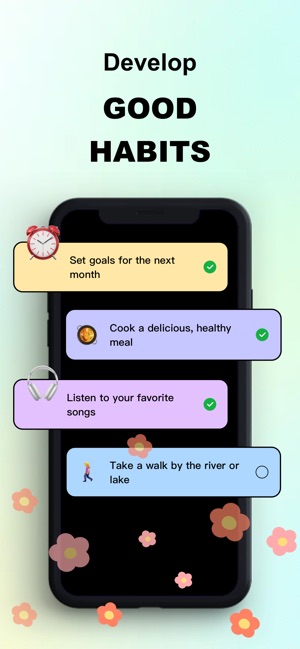 Develop
GOOD
HABITS
Set goals for the next
month
Cook a delicious, healthy
meal
Listen to your favorite
songs
Take a walk by the river or
lake